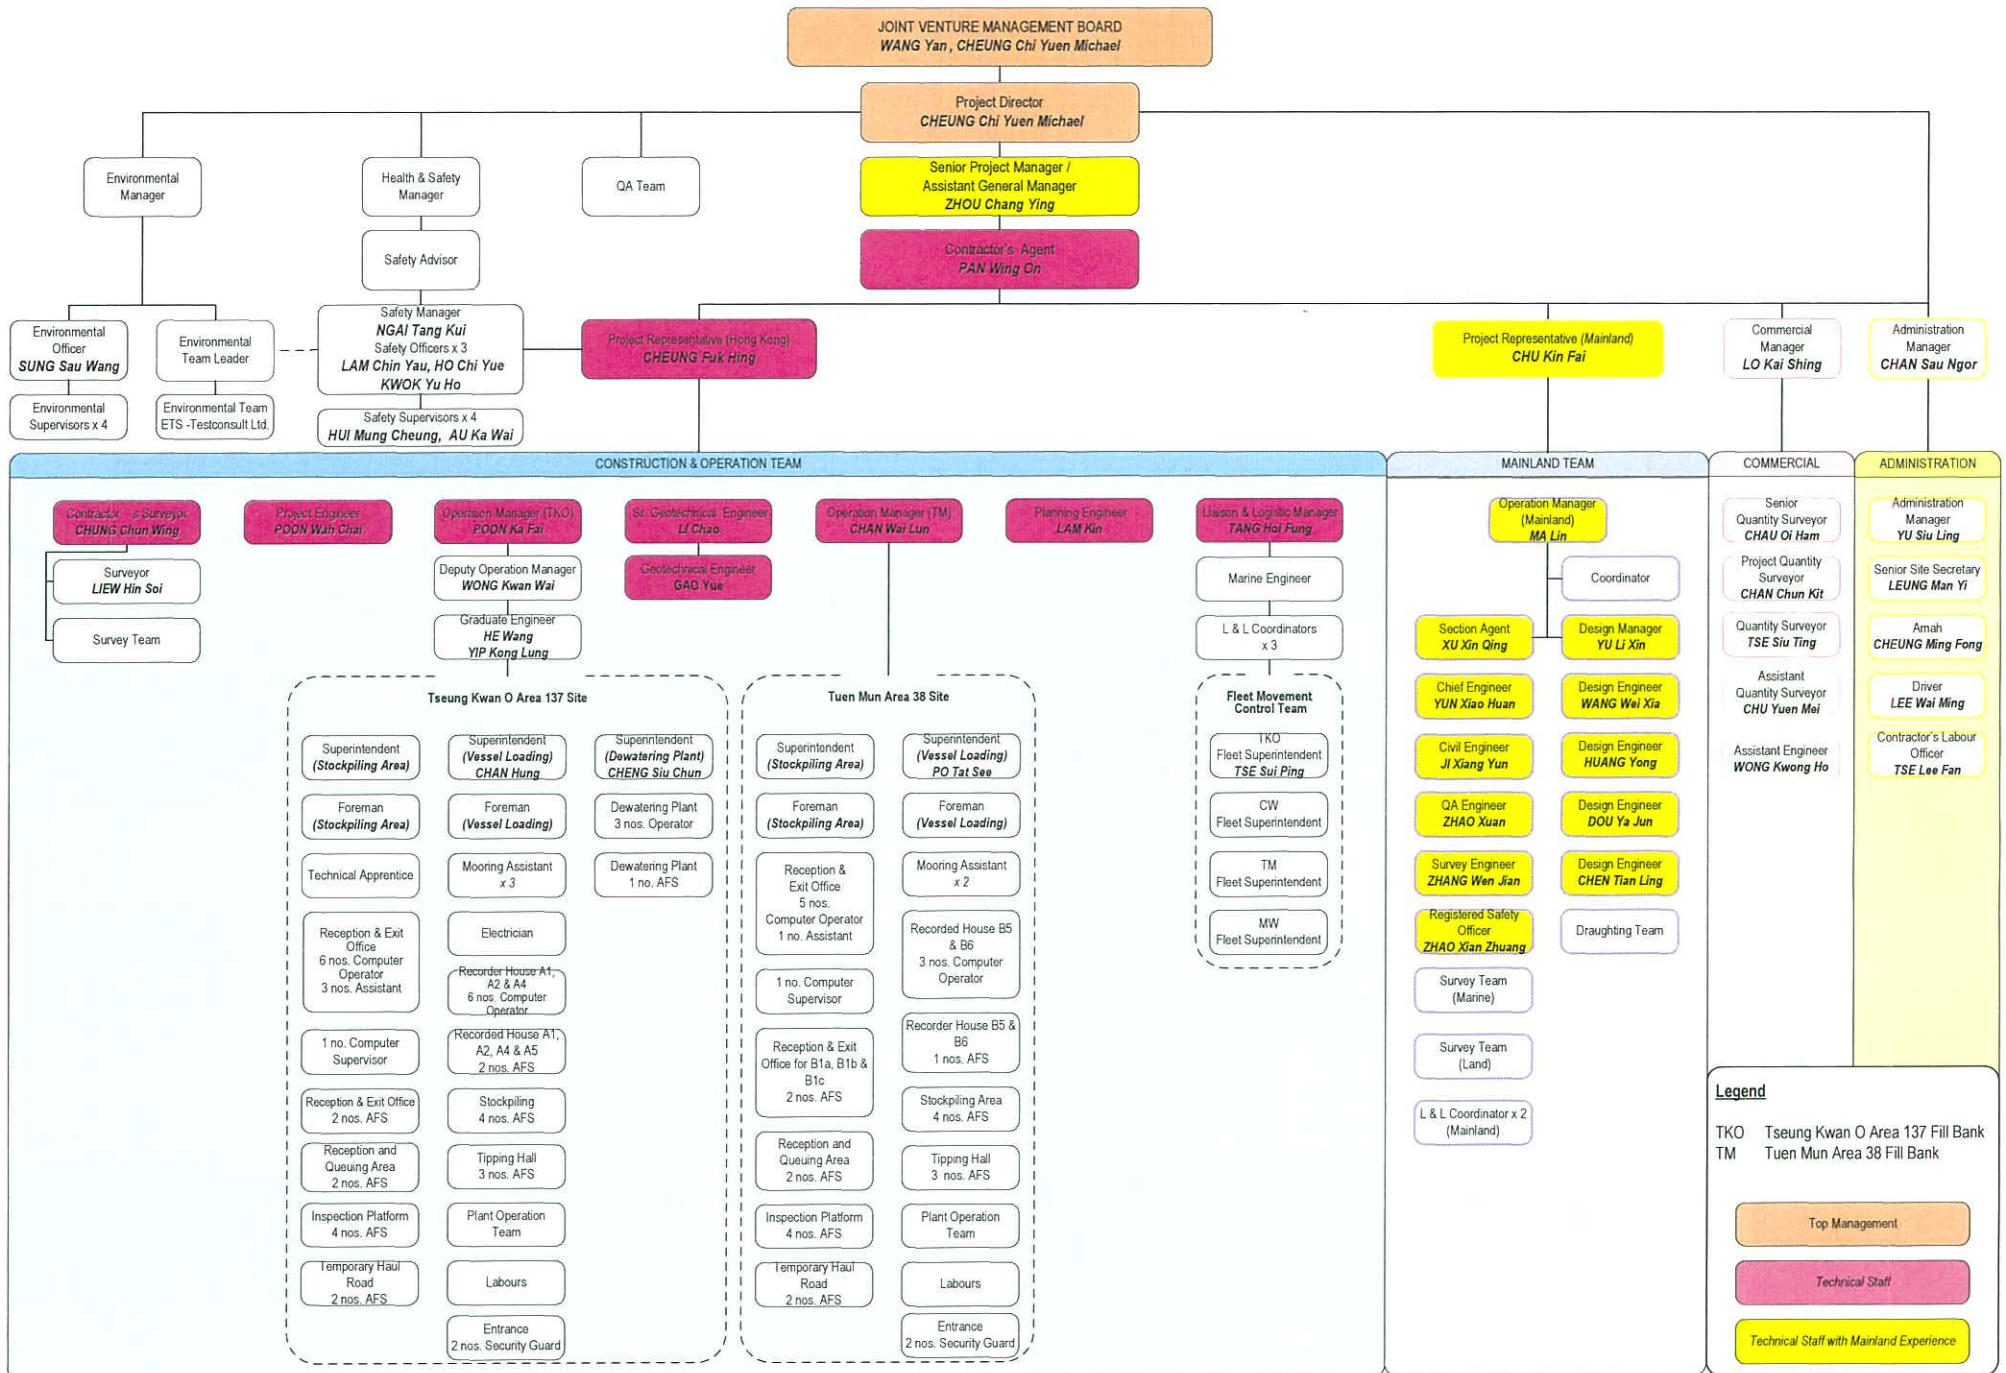 JOINT VENTURE MANAGEMENT BOARD
WANG Yan , CHEUNG Chi Yuen Michael
Project Director
CHEUNG Chi Yuen Michael
Environmental
Manager
Health & Safety
Manager
QA Team
Senior Project Manager /
Assistant General Manager
ZHOU Chang Ying
Safety Advisor
Contractor's Agent
PAN Wing On
Environmental
Officer
SUNG Sau Wang
Environmental
Team Leader
Safety Manager
NGAI Tang Kui
Safety Officers x 3
LAM Chin Yau, HO Chi Yue
KWOK Yu Ho
Project Representative (Hong Kong)
CHEUNG Fuk Hing
Project Representative (Mainland)
CHU Kin Fai
Commercial
Manager
LO Kai Shing
Administration
Manager
CHAN Sau Ngor
Environmental
Supervisors x 4
Environmental Team
ETS -Testconsult Ltd.
Safety Supervisors x 4
HUI Mung Cheung, AU Ka Wai
CONSTRUCTION & OPERATION TEAM
Contractor s Surveyor
CHUNG Chun Wing
Surveyor
LIEW Hin Soi
Survey Team
Project Engineer
POON Wah Chai
Operation Manager (TKO)
POON Ka Fai
Deputy Operation Manager
WONG Kwan Wai
Graduate Engineer
HE Wang
YIP Kong Lung
Sr. Geotechnical Engineer
LI Chao
Geotechnical Engineer
GAO Yue
Operation Manager (TM)
CHAN Wai Lun
Planning Engineer
LAM Kin
Liaison & Logistic Manager
TANG Hoi Fung
Marine Engineer
L & L Coordinators
x 3
Tseung Kwan O Area 137 Site
Superintendent
(Stockpiling Area)
Foreman
(Stockpiling Area)
Technical Apprentice
Reception & Exit
Office
6 nos. Computer
Operator
3 nos. Assistant
1 no. Computer
Supervisor
Reception & Exit Office
2 nos. AFS
Reception and
Queuing Area
2 nos. AFS
Inspection Platform
4 nos. AFS
Temporary Haul
Road
2 nos. AFS
Superintendent
(Vessel Loading)
CHAN Hung
Foreman
(Vessel Loading)
Mooring Assistant
x 3
Electrician
Recorder House A1,
A2 & A4
6 nos. Computer
Operator
Recorded House A1,
A2, A4 & A5
2 nos. AFS
Stockpiling
4 nos. AFS
Tipping Hall
3 nos. AFS
Plant Operation
Team
Labours
Entrance
2 nos. Security Guard
Superintendent
(Dewatering Plant)
CHENG Siu Chun
Dewatering Plant
3 nos. Operator
Dewatering Plant
1 no. AFS
Tuen Mun Area 38 Site
Superintendent
(Stockpiling Area)
Foreman
(Stockpiling Area)
Reception &
Exit Office
5 nos.
Computer Operator
1 no. Assistant
1 no. Computer
Supervisor
Reception & Exit
Office for B1a, B1b &
B1c
2 nos. AFS
Reception and
Queuing Area
2 nos. AFS
Inspection Platform
4 nos. AFS
Temporary Haul
Road
2 nos. AFS
Superintendent
(Vessel Loading)
PO Tat See
Foreman
(Vessel Loading)
Mooring Assistant
x 2
Recorded House B5
& B6
3 nos. Computer
Operator
Recorder House B5 &
B6
1 nos. AFS
Stockpiling Area
4 nos. AFS
Tipping Hall
3 nos. AFS
Plant Operation
Team
Labours
Entrance
2 nos. Security Guard
Fleet Movement
Control Team
TKO
Fleet Superintendent
TSE Sui Ping
CW
Fleet Superintendent
TM
Fleet Superintendent
MW
Fleet Superintendent
MAINLAND TEAM
Operation Manager
(Mainland)
MA Lin
Coordinator
Section Agent
XU Xin Qing
Chief Engineer
YUN Xiao Huan
Civil Engineer
JI Xiang Yun
QA Engineer
ZHAO Xuan
Survey Engineer
ZHANG Wen Jian
Registered Safety
Officer
ZHAO Xian Zhuang
Survey Team
(Marine)
Survey Team
(Land)
L & L Coordinator x 2
(Mainland)
Design Manager
YU Li Xin
Design Engineer
WANG Wei Xia
Design Engineer
HUANG Yong
Design Engineer
DOU Ya Jun
Design Engineer
CHEN Tian Ling
Draughting Team
COMMERCIAL
Senior
Quantity Surveyor
CHAU Oi Ham
Project Quantity
Surveyor
CHAN Chun Kit
Quantity Surveyor
TSE Siu Ting
Assistant
Quantity Surveyor
CHU Yuen Mei
Assistant Engineer
WONG Kwong Ho
ADMINISTRATION
Administration
Manager
YU Siu Ling
Senior Site Secretary
LEUNG Man Yi
Amah
CHEUNG Ming Fong
Driver
LEE Wai Ming
Contractor's Labour
Officer
TSE Lee Fan
Legend
TKO Tseung Kwan O Area 137 Fill Bank
TM Tuen Mun Area 38 Fill Bank
Top Management
Technical Staff
Technical Staff with Mainland Experience